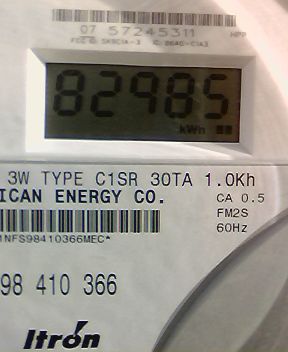 07 57245311
82985
kWh
3W TYPE C1SR 30TA 1.0Kh
ICAN ENERGY CO.
CA 0.5
FM2S
60Hz
1NFS98410366MEC*
98 410 366
Itron